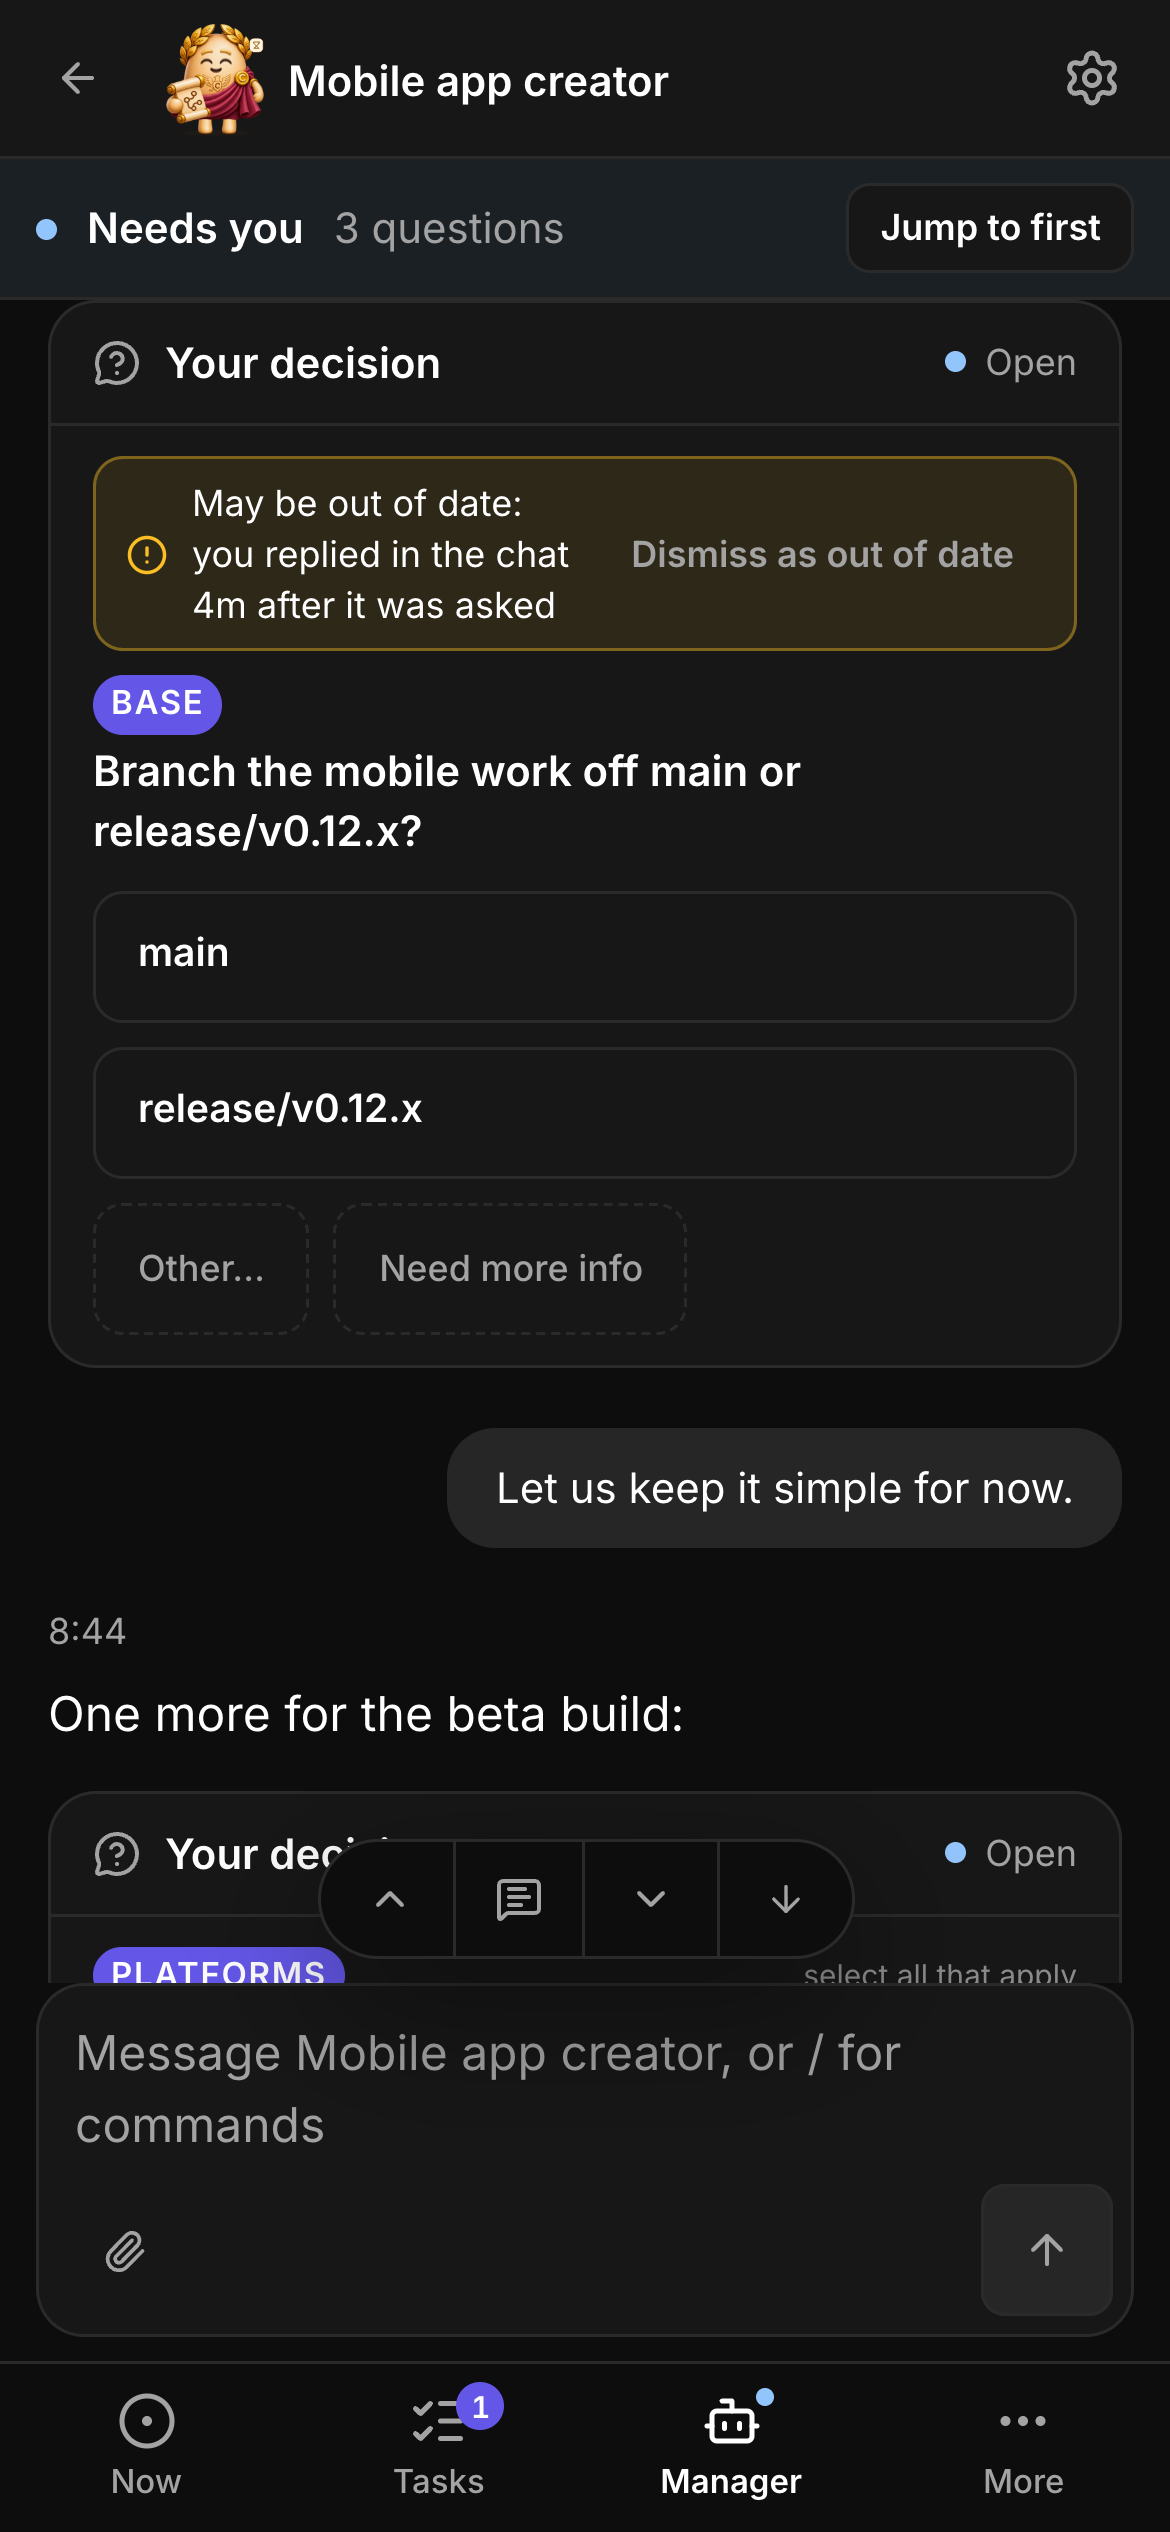 Mobile app creator
Needs you 3 questions
Jump to first
Your decision
Open
May be out of date:
you replied in the chat
4m after it was asked
Dismiss as out of date
BASE
Branch the mobile work off main or
release/v0.12.x?
main
release/v0.12.x
Other...
Need more info
Let us keep it simple for now.
8:44
One more for the beta build:
Your
Open
PLATFORMS
select all that apply
Message Mobile app creator, or / for
commands
Now
1
Tasks
Manager
More